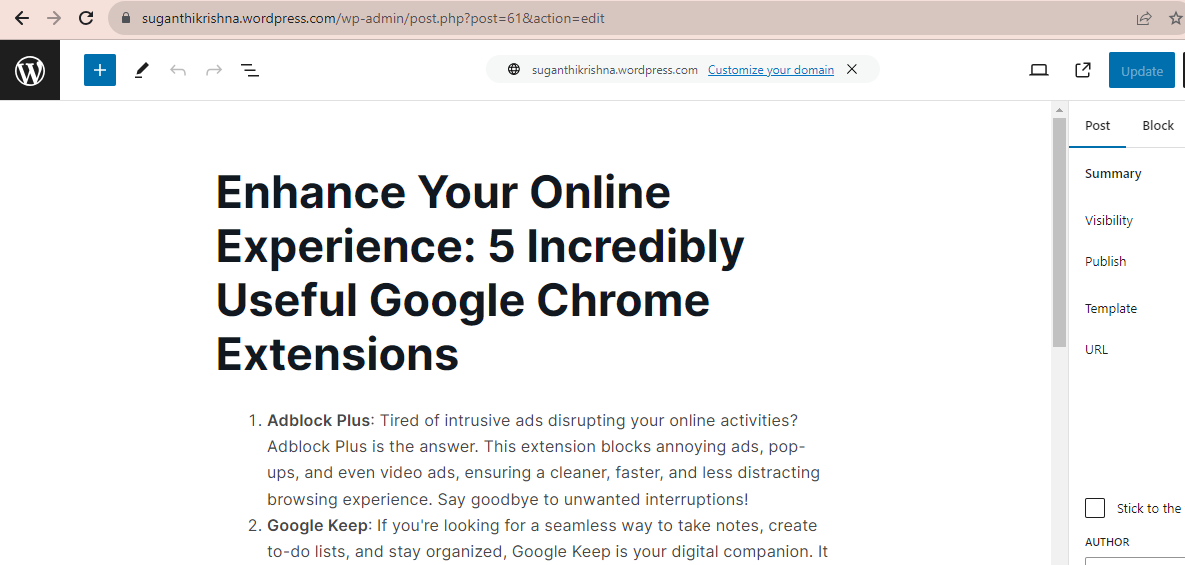 suganthikrishna.wordpress.com/wp-admin/post.php?post=61&action=edit
suganthikrishna.wordpress.com Customize your domain
Update
Post Block
Enhance Your Online
Experience: 5 Incredibly
Useful Google Chrome
Extensions
1. Adblock Plus: Tired of intrusive ads disrupting your online activities?
Adblock Plus is the answer. This extension blocks annoying ads, pop-
ups, and even video ads, ensuring a cleaner, faster, and less distracting
browsing experience. Say goodbye to unwanted interruptions!
2. Google Keep: If you're looking for a seamless way to take notes, create
to-do lists, and stay organized, Google Keep is your digital companion. It
Summary
Visibility
Publish
Template
URL
Stick to the
AUTHOR